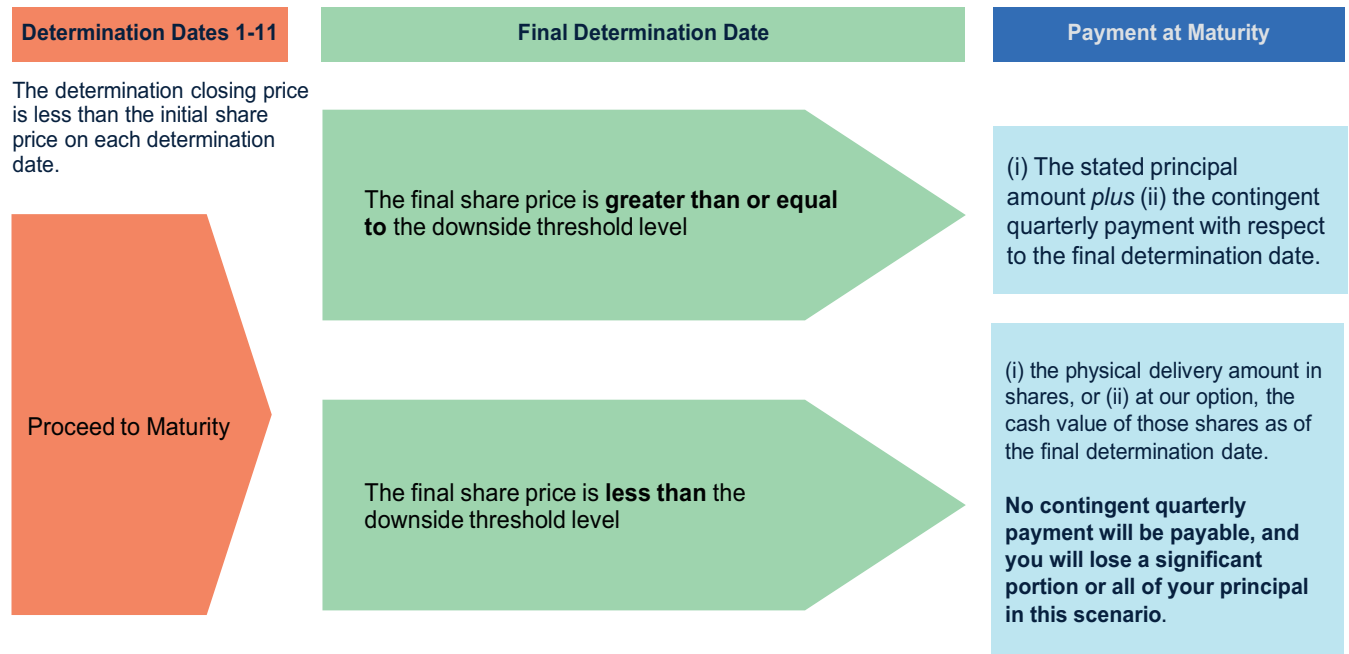 Determination Dates 1-11
Final Determination Date
Payment at Maturity
The determination closing price
is less than the initial share
price on each determination
date.
Proceed to Maturity
The final share price is greater than or equal
to the downside threshold level
(i) The stated principal
amount plus (ii) the contingent
quarterly payment with respect
to the final determination date.
The final share price is less than the
downside threshold level
(i) the physical delivery amount in
shares, or (ii) at our option, the
cash value of those shares as of
the final determination date.
No contingent quarterly
payment will be payable, and
you will lose a significant
portion or all of your principal
in this scenario.